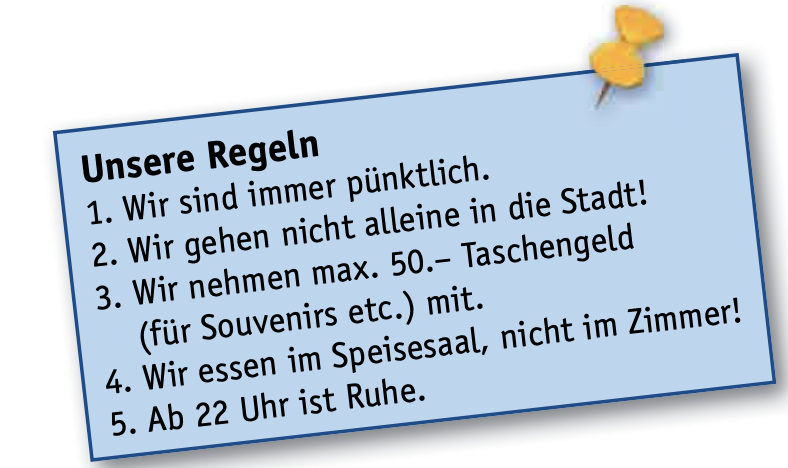 Unsere Regeln
1. Wir sind immer pünktlich.
2. Wir gehen nicht alleine in die Stadt!
3. Wir nehmen max. 50.– Taschengeld
(für Souvenirs etc.) mit.
4. Wir essen im Speisesaal, nicht im Zimmer!
5. Ab 22 Uhr ist Ruhe.